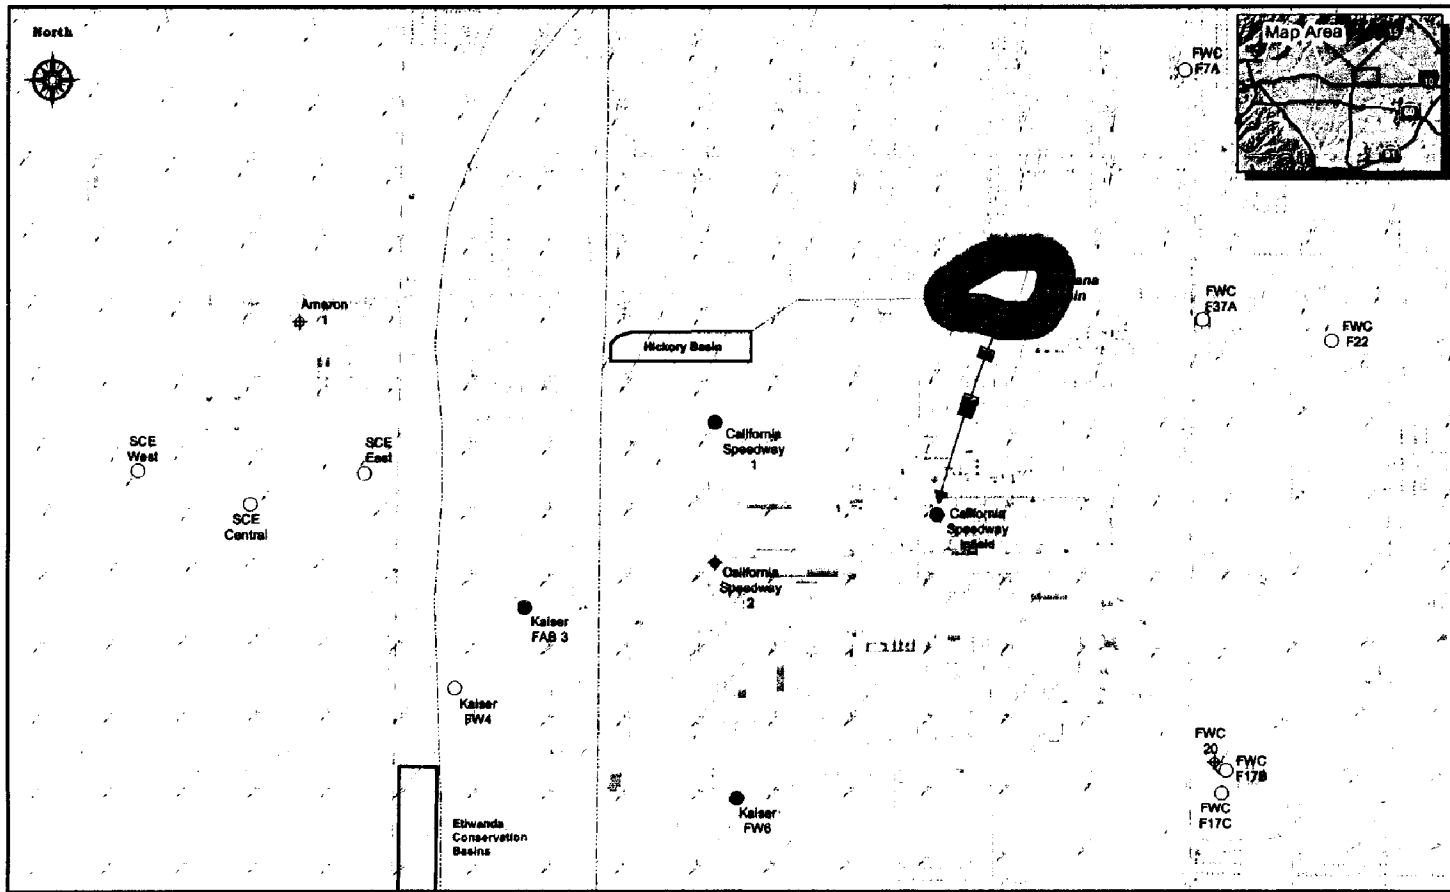 North
Map Area
10
FWC
F7A
Amazon
1
FWC
F37A
FWC
F22
Hickory Basin
California
Speedway
1
SCE
West
SCE
East
SCE
Central
California
Speedway
Infield
California
Speedway
2
Kaiser
FAB 3
Kaiser
FW4
FWC
20
FWC
F17B
FWC
F17C
Kaiser
FW6
Etiwanda
Conservation
Basins